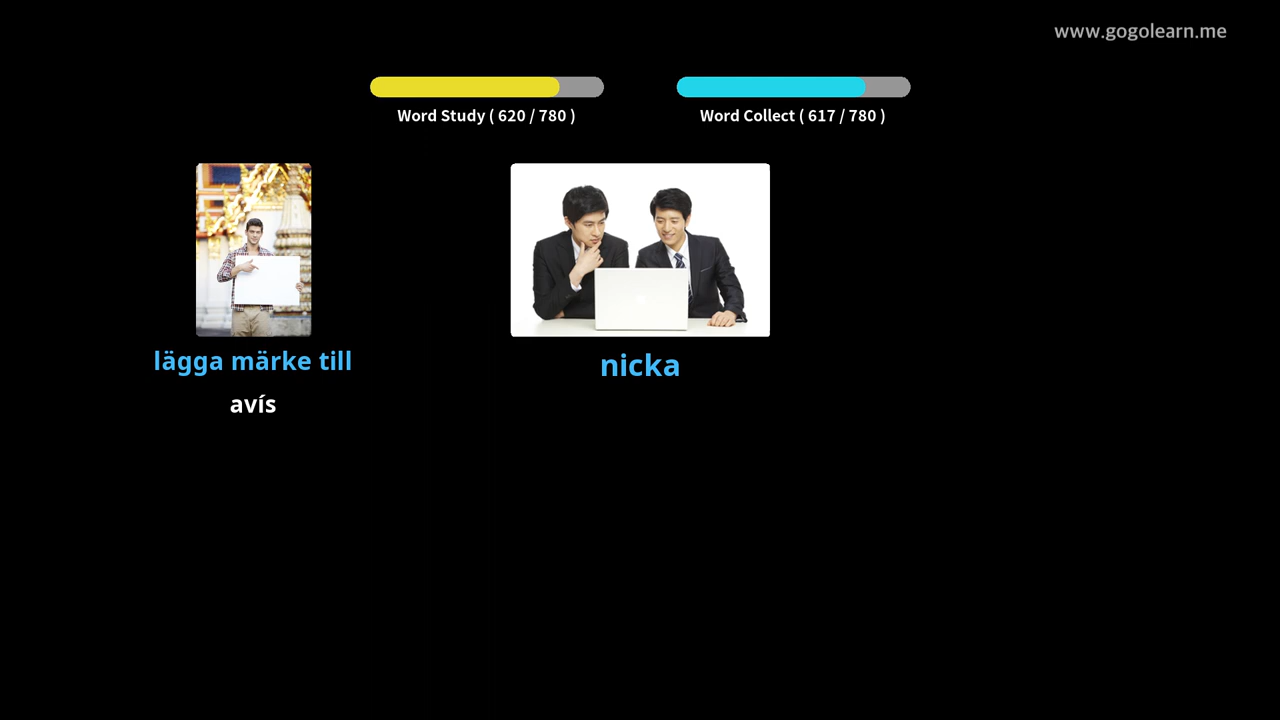 www.gogolearn.me
Word Study ( 620 / 780 )
Word Collect ( 617 / 780 )
lägga märke till
avís
nicka